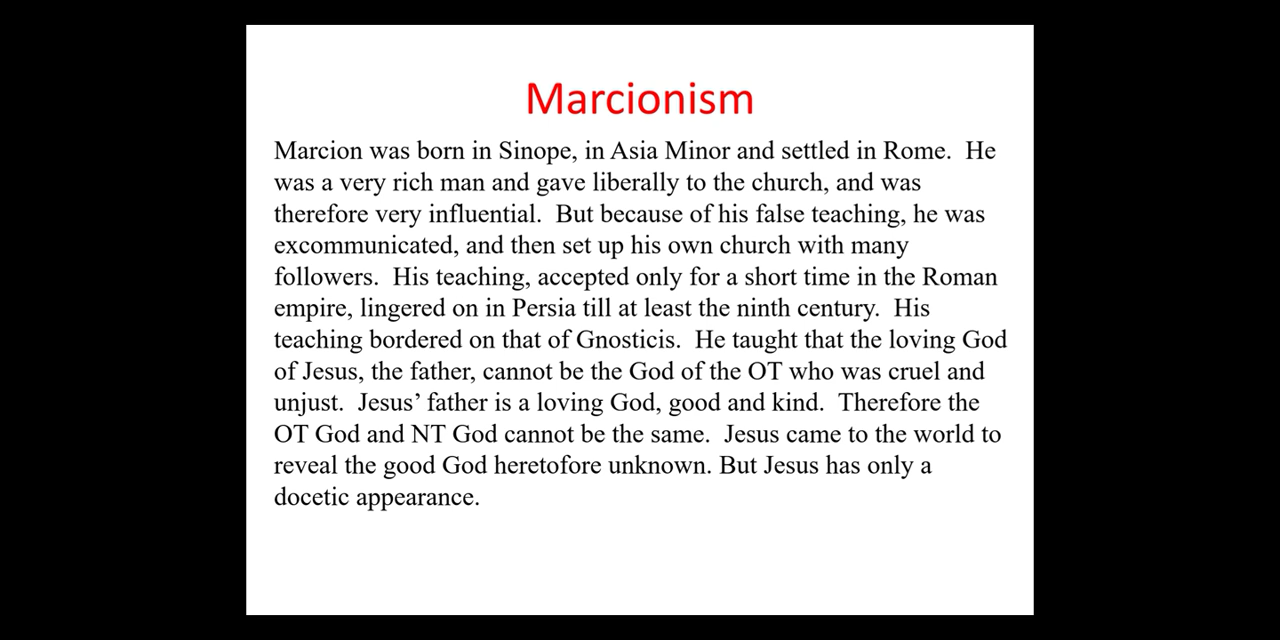 Marcionism
Marcion was born in Sinope, in Asia Minor and settled in Rome.  He
was a very rich man and gave liberally to the church, and was
therefore very influential.  But because of his false teaching, he was
excommunicated, and then set up his own church with many
followers.  His teaching, accepted only for a short time in the Roman
empire, lingered on in Persia till at least the ninth century.  His
teaching bordered on that of Gnosticis.  He taught that the loving God
of Jesus, the father, cannot be the God of the OT who was cruel and
unjust.  Jesus’ father is a loving God, good and kind.  Therefore the
OT God and NT God cannot be the same.  Jesus came to the world to
reveal the good God heretofore unknown. But Jesus has only a
docetic appearance.